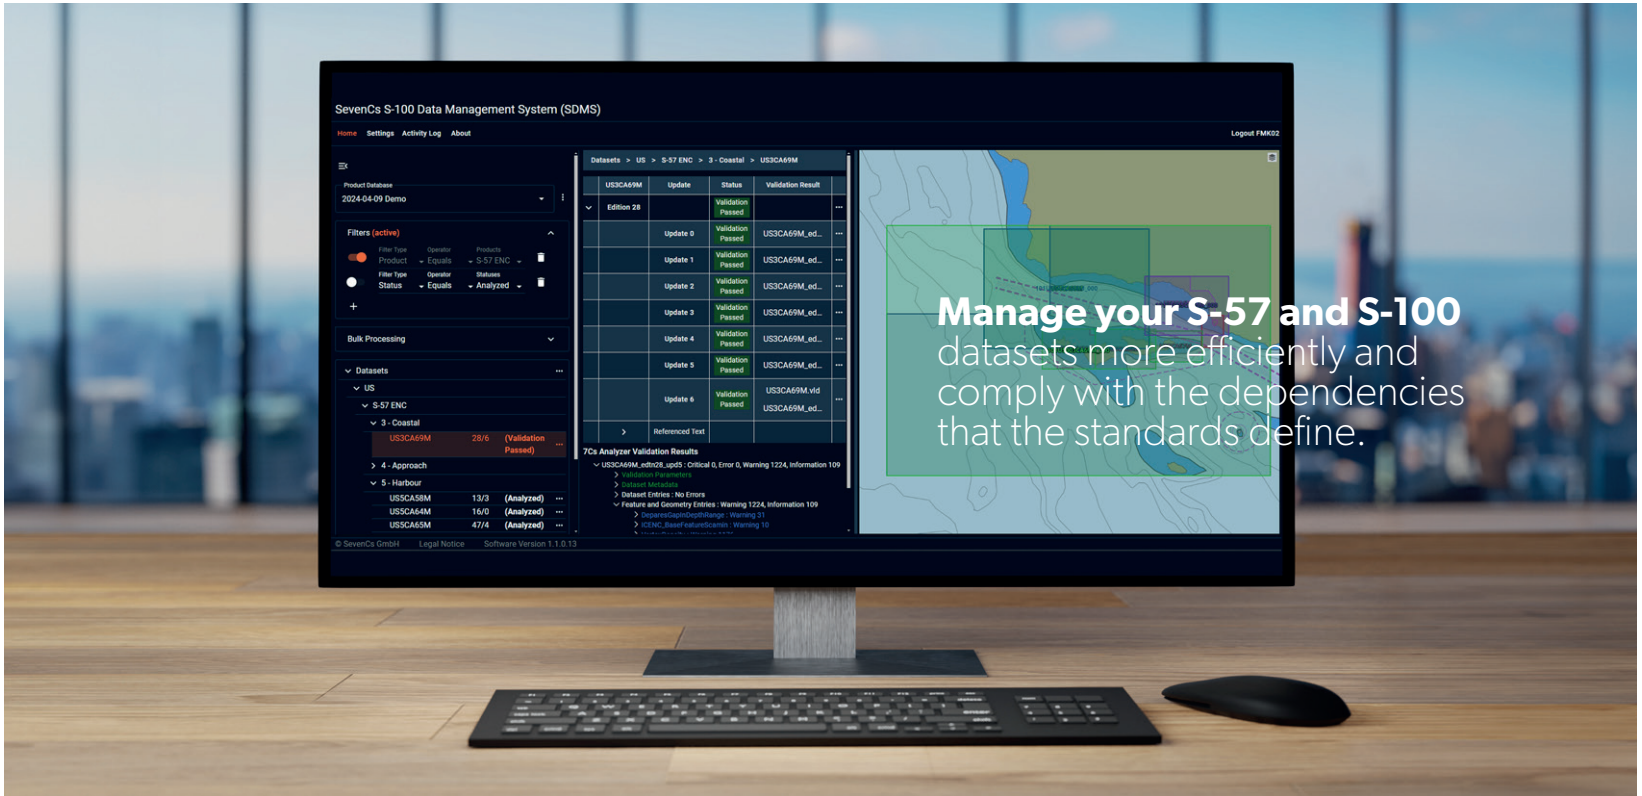 SevenCs S-100 Data Management System (SDMS)
Home Settings Activity Log About
Logout FMK02
Product Database
2024-04-09 Demo
Filters (active)
Filter Type Operator Products
Product Equals S-57 ENC
Filter Type Operator Statuses
Status Equals Analyzed
+
Bulk Processing
Datasets
US
S-57 ENC
3 - Coastal
US3CA69M 28/6 (Validation
Passed)
4 - Approach
5 - Harbour
US5CA58M 13/3 (Analyzed)
US5CA64M 16/0 (Analyzed)
US5CA65M 47/4 (Analyzed)
© SevenCs GmbH Legal Notice Software Version 1.1.0.13
Datasets > US > S-57 ENC > 3 - Coastal > US3CA69M
US3CA69M Update Status Validation Result
Edition 28 Validation Passed
Update 0 Validation Passed US3CA69M_ed...
Update 1 Validation Passed US3CA69M_ed...
Update 2 Validation Passed US3CA69M_ed...
Update 3 Validation Passed US3CA69M_ed...
Update 4 Validation Passed US3CA69M_ed...
Update 5 Validation Passed US3CA69M_ed...
Update 6 Validation Passed US3CA69M.vld
US3CA69M_ed...
Referenced Text
7Cs Analyzer Validation Results
US3CA69M_edtn28_upd5 : Critical 0, Error 0, Warning 1224, Information 109
Validation Parameters
Dataset Metadata
Dataset Entries : No Errors
Feature and Geometry Entries : Warning 1224, Information 109
DeparesGapInDepthRange : Warning 31
ICENC_BaseFeatureScamin : Warning 10
Manage your S-57 and S-100
datasets more efficiently and
comply with the dependencies
that the standards define.